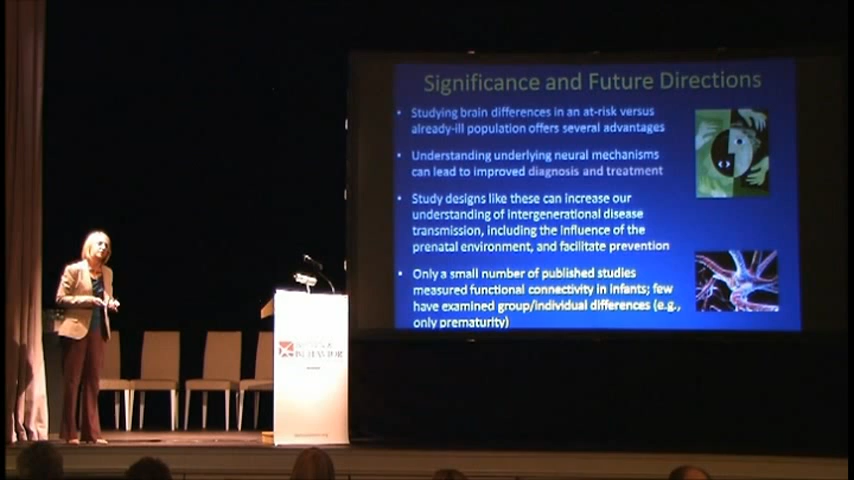 Significance and Future Directions
• Studying brain differences in an at-risk versus
already-ill population offers several advantages
• Understanding underlying neural mechanisms
can lead to improved diagnosis and treatment
• Study designs like these can increase our
understanding of intergenerational disease
transmission, including the influence of the
prenatal environment, and facilitate prevention
• Only a small number of published studies
measured functional connectivity in infants; few
have examined group/individual differences (e.g.,
only prematurity)
BEHAVIOR